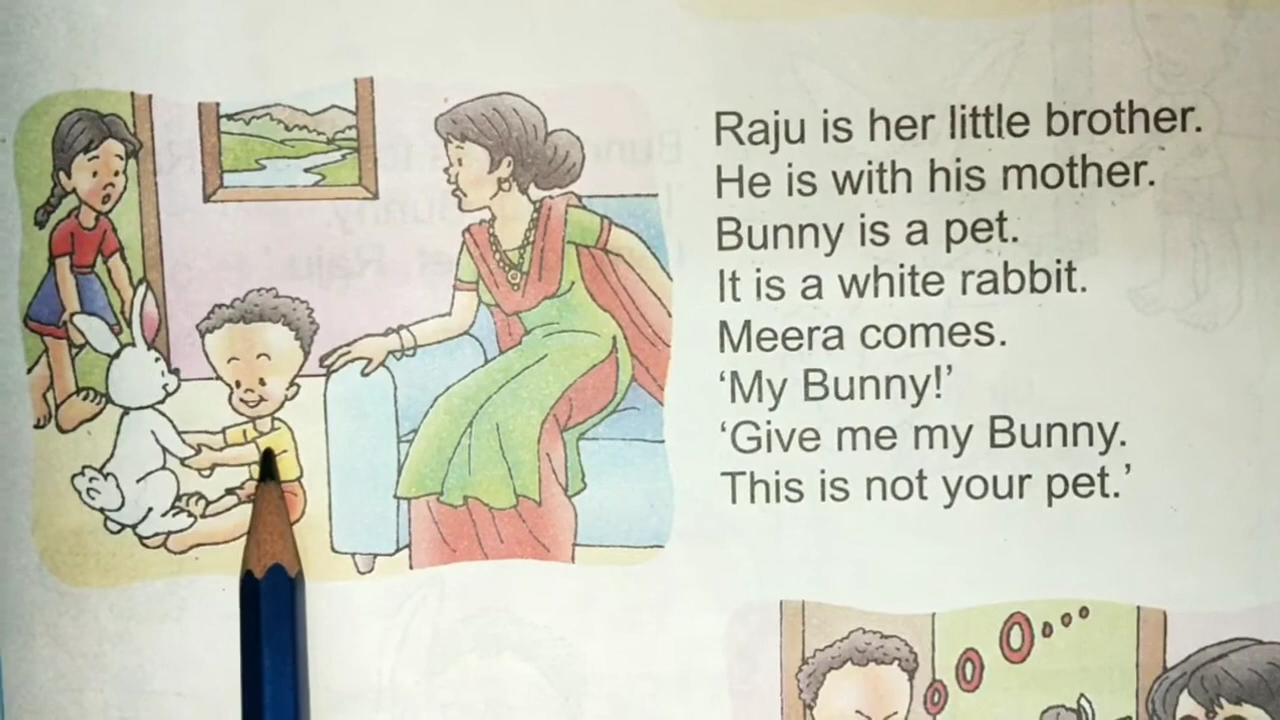 Raju is her little brother.
He is with his mother.
Bunny is a pet.
It is a white rabbit.
Meera comes.
‘My Bunny!’
‘Give me my Bunny.
This is not your pet.’